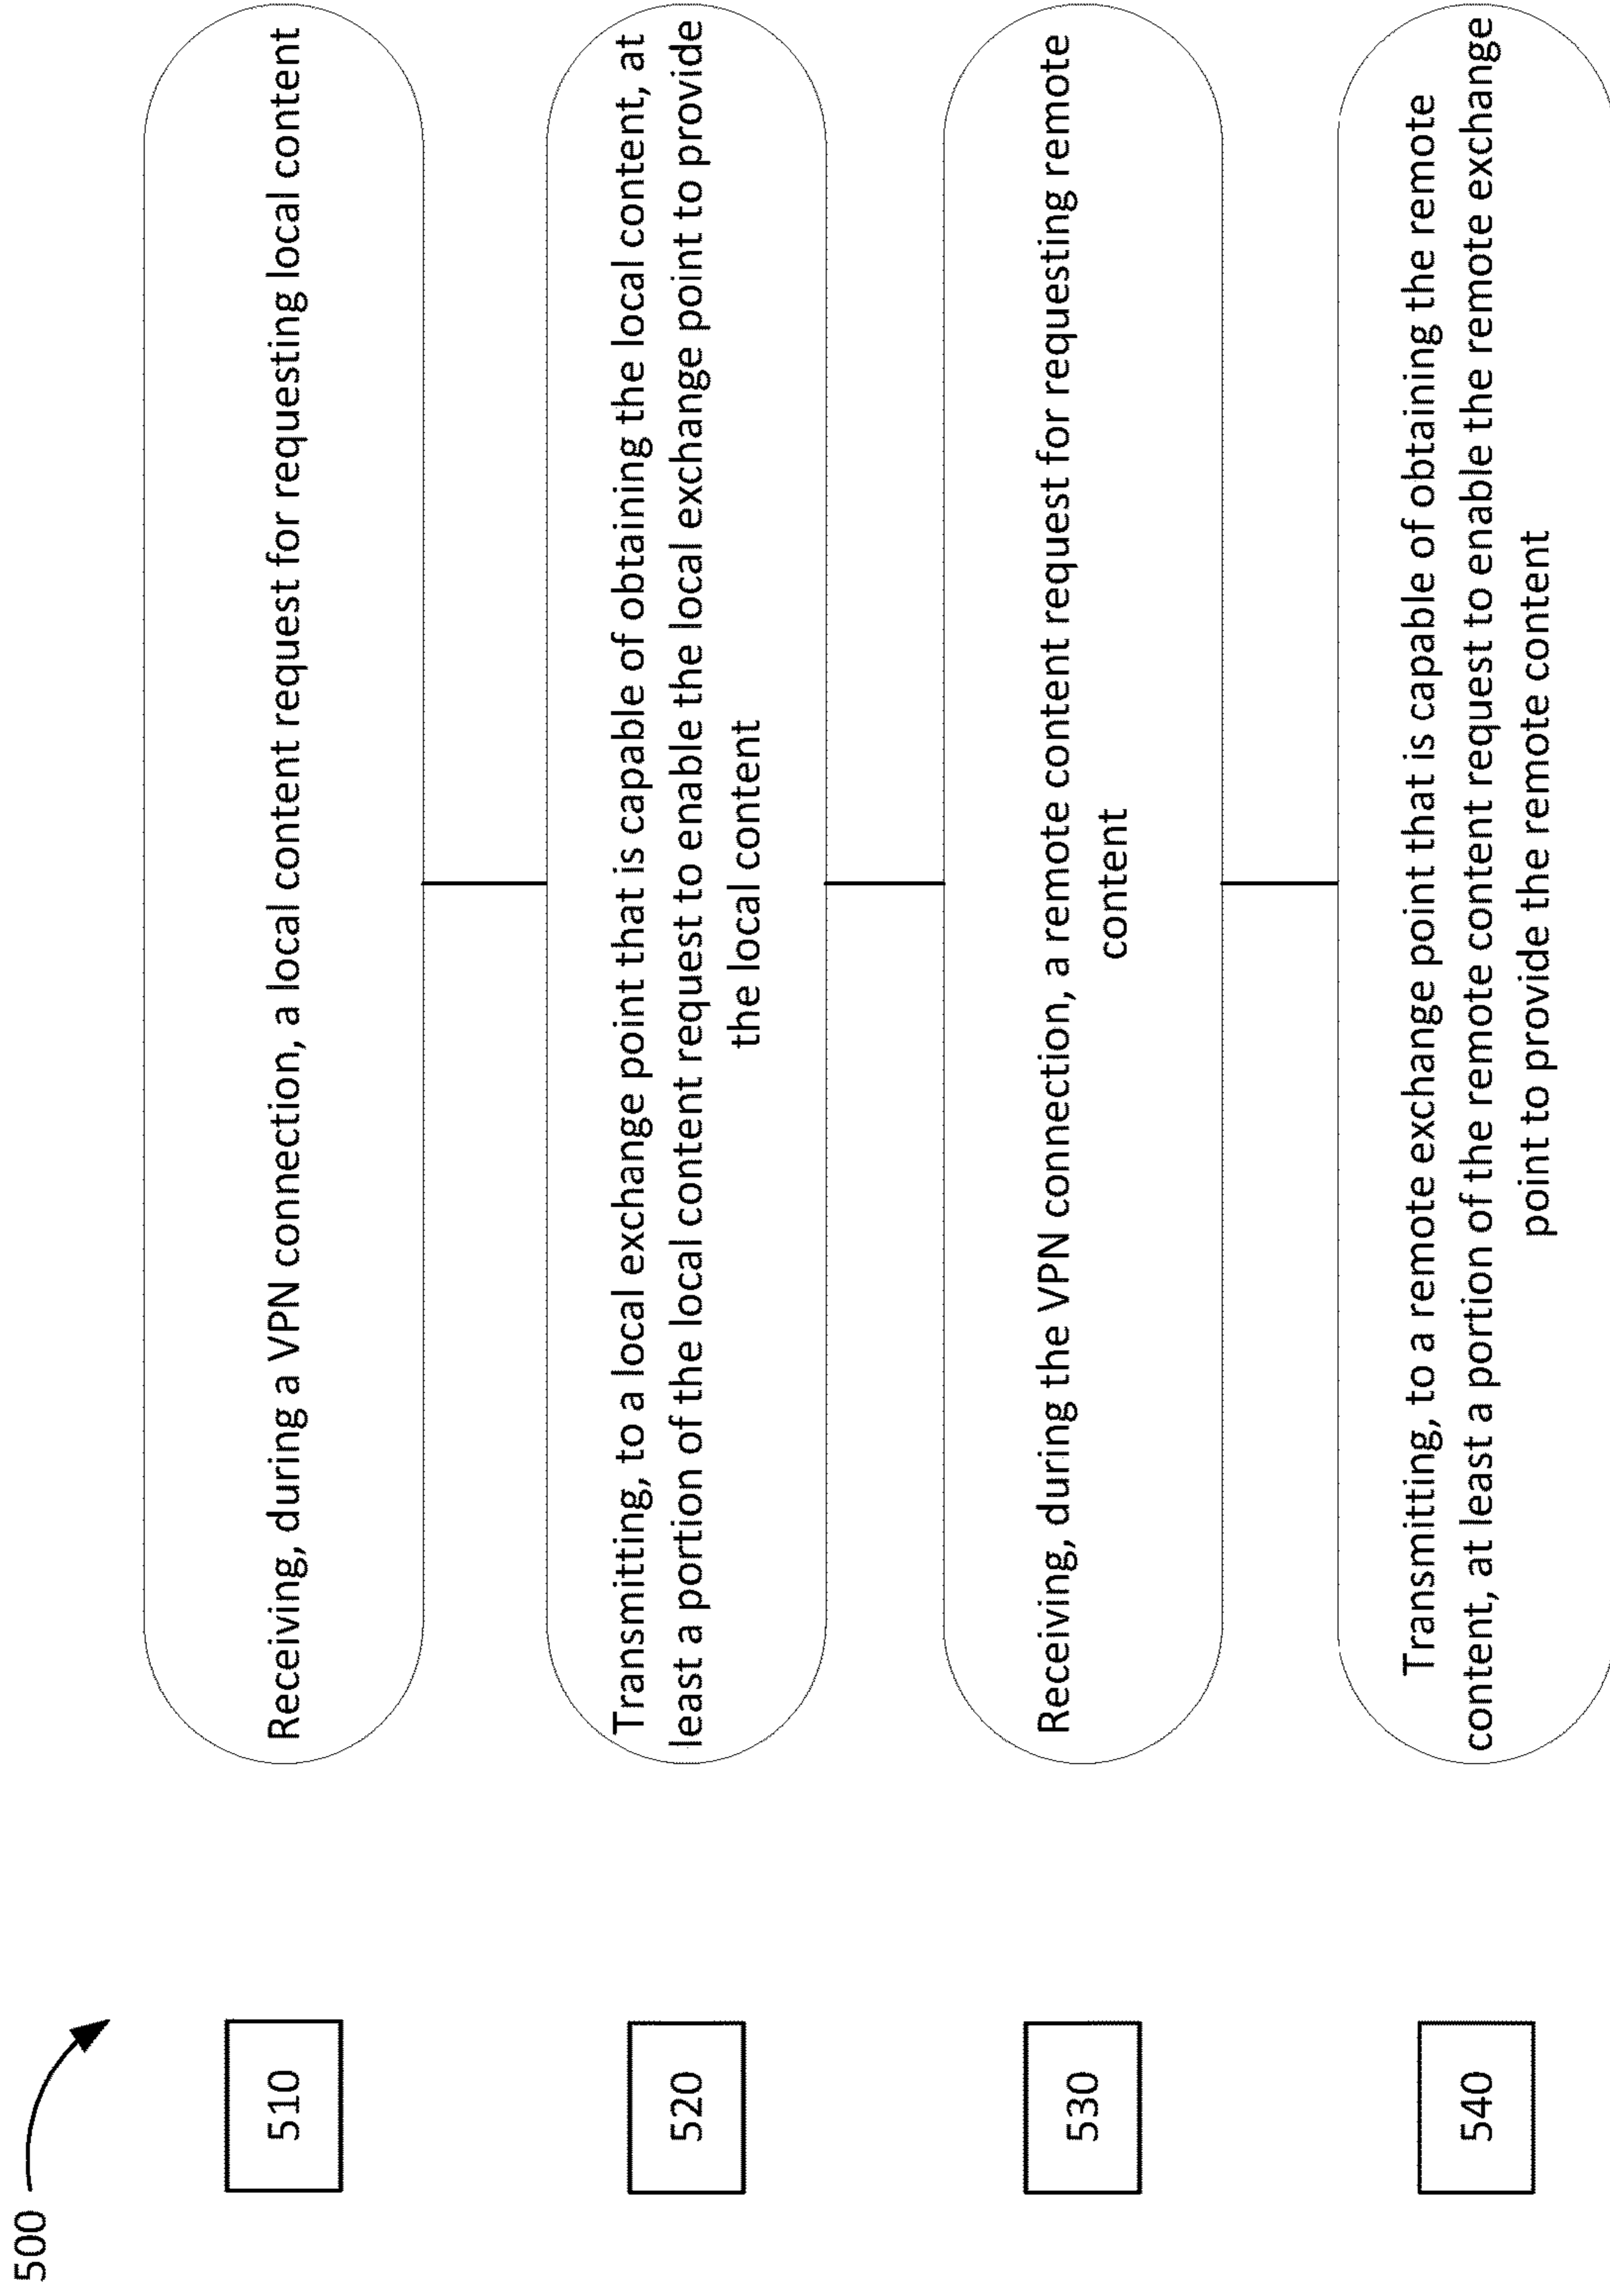 500
510
Receiving, during a VPN connection, a local content request for requesting local content
520
Transmitting, to a local exchange point that is capable of obtaining the local content, at
least a portion of the local content request to enable the local exchange point to provide
the local content
530
Receiving, during the VPN connection, a remote content request for requesting remote
content
540
Transmitting, to a remote exchange point that is capable of obtaining the remote
content, at least a portion of the remote content request to enable the remote exchange
point to provide the remote content